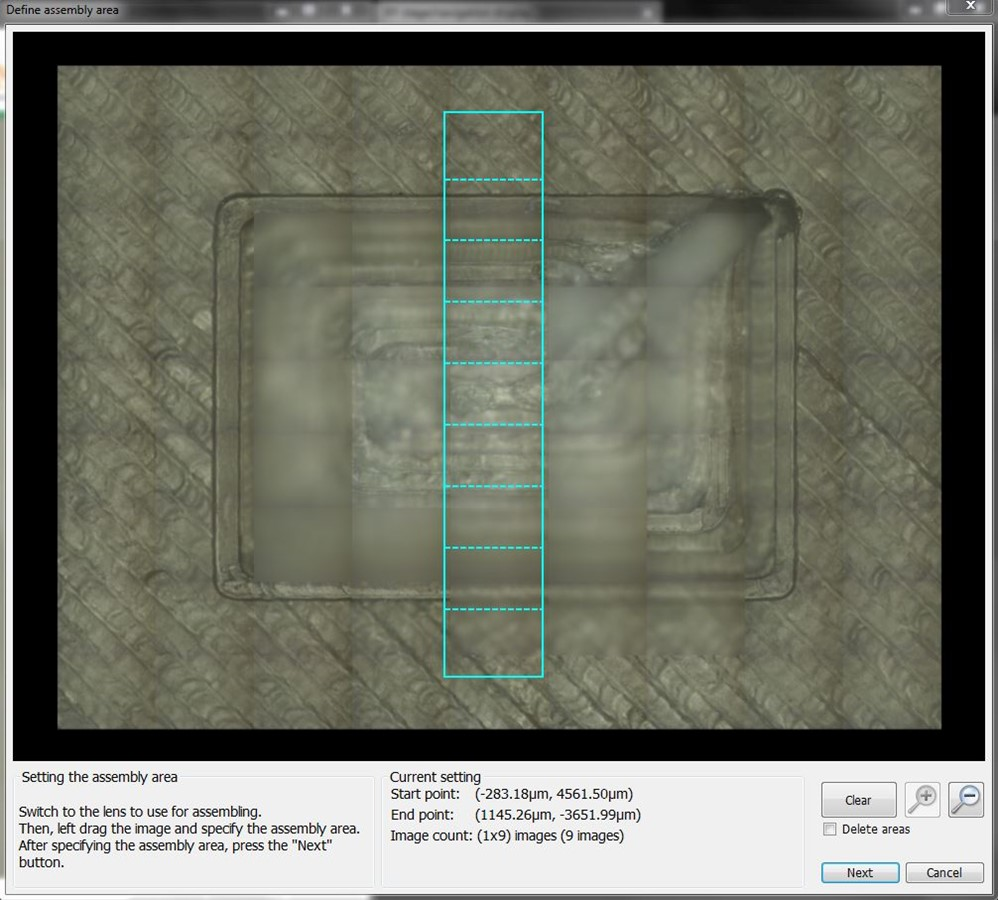 Define assembly area
Setting the assembly area
Switch to the lens to use for assembling.
Then, left drag the image and specify the assembly area.
After specifying the assembly area, press the "Next"
button.
Current setting
Start point: (-283.18µm, 4561.50µm)
End point: (1145.26µm, -3651.99µm)
Image count: (1x9) images (9 images)
Clear
Delete areas
Next
Cancel